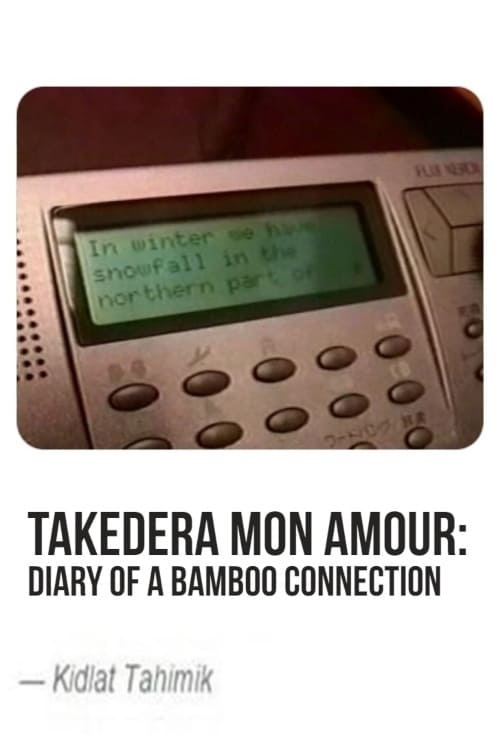 FUJI XEROX
In winter we have
snowfall in the
northern part of
TAKEDERA MON AMOUR:
DIARY OF A BAMBOO CONNECTION
— Kidlat Tahimik